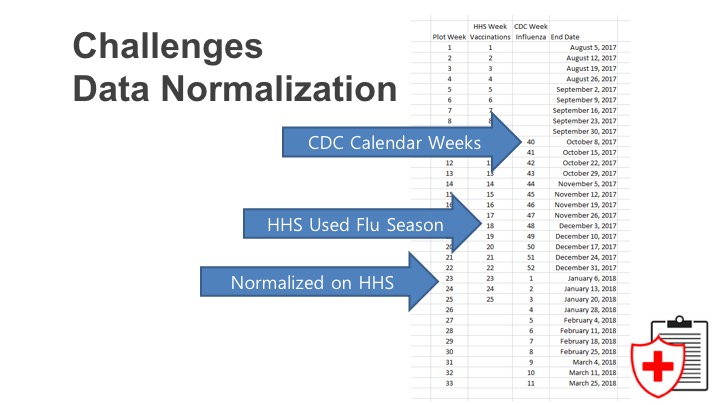 Challenges
Data Normalization
HHS Week CDC Week
Plot Week Vaccinations Influenza End Date
1 1 August 5, 2017
2 2 August 12, 2017
3 3 August 19, 2017
4 4 August 26, 2017
5 5 September 2, 2017
6 6 September 9, 2017
7 7 September 16, 2017
8 8 September 23, 2017
September 30, 2017
40 October 8, 2017
41 October 15, 2017
12 42 October 22, 2017
13 13 43 October 29, 2017
14 14 44 November 5, 2017
15 15 45 November 12, 2017
16 16 46 November 19, 2017
17 47 November 26, 2017
18 48 December 3, 2017
19 49 December 10, 2017
20 20 50 December 17, 2017
21 21 51 December 24, 2017
22 22 52 December 31, 2017
23 23 1 January 6, 2018
24 24 2 January 13, 2018
25 25 3 January 20, 2018
26 4 January 28, 2018
27 5 February 4, 2018
28 6 February 11, 2018
29 7 February 18, 2018
30 8 February 25, 2018
31 9 March 4, 2018
32 10 March 11, 2018
33 11 March 25, 2018
CDC Calendar Weeks
HHS Used Flu Season
Normalized on HHS